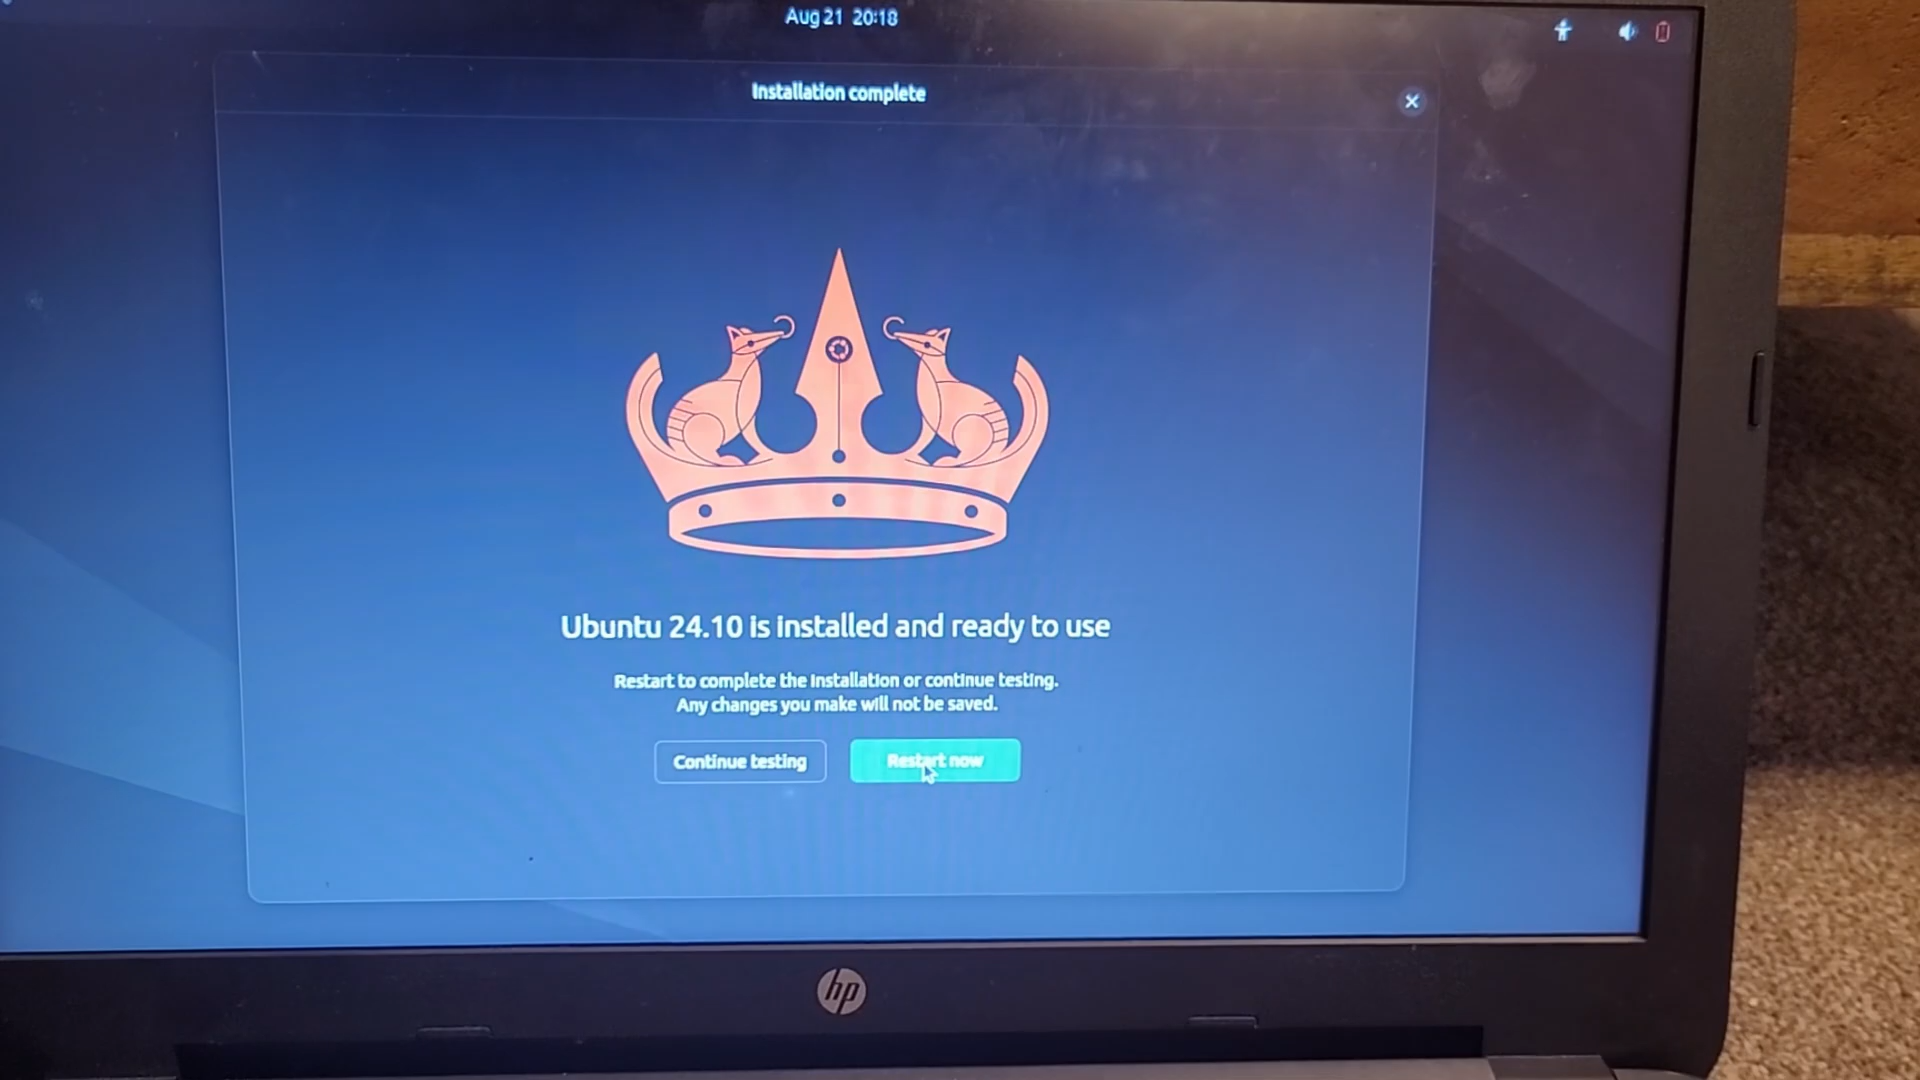 Aug 21 20:18
Installation complete
Ubuntu 24.10 is installed and ready to use
Restart to complete the installation or continue testing.
Any changes you make will not be saved.
Continue testing
Restart now
hp